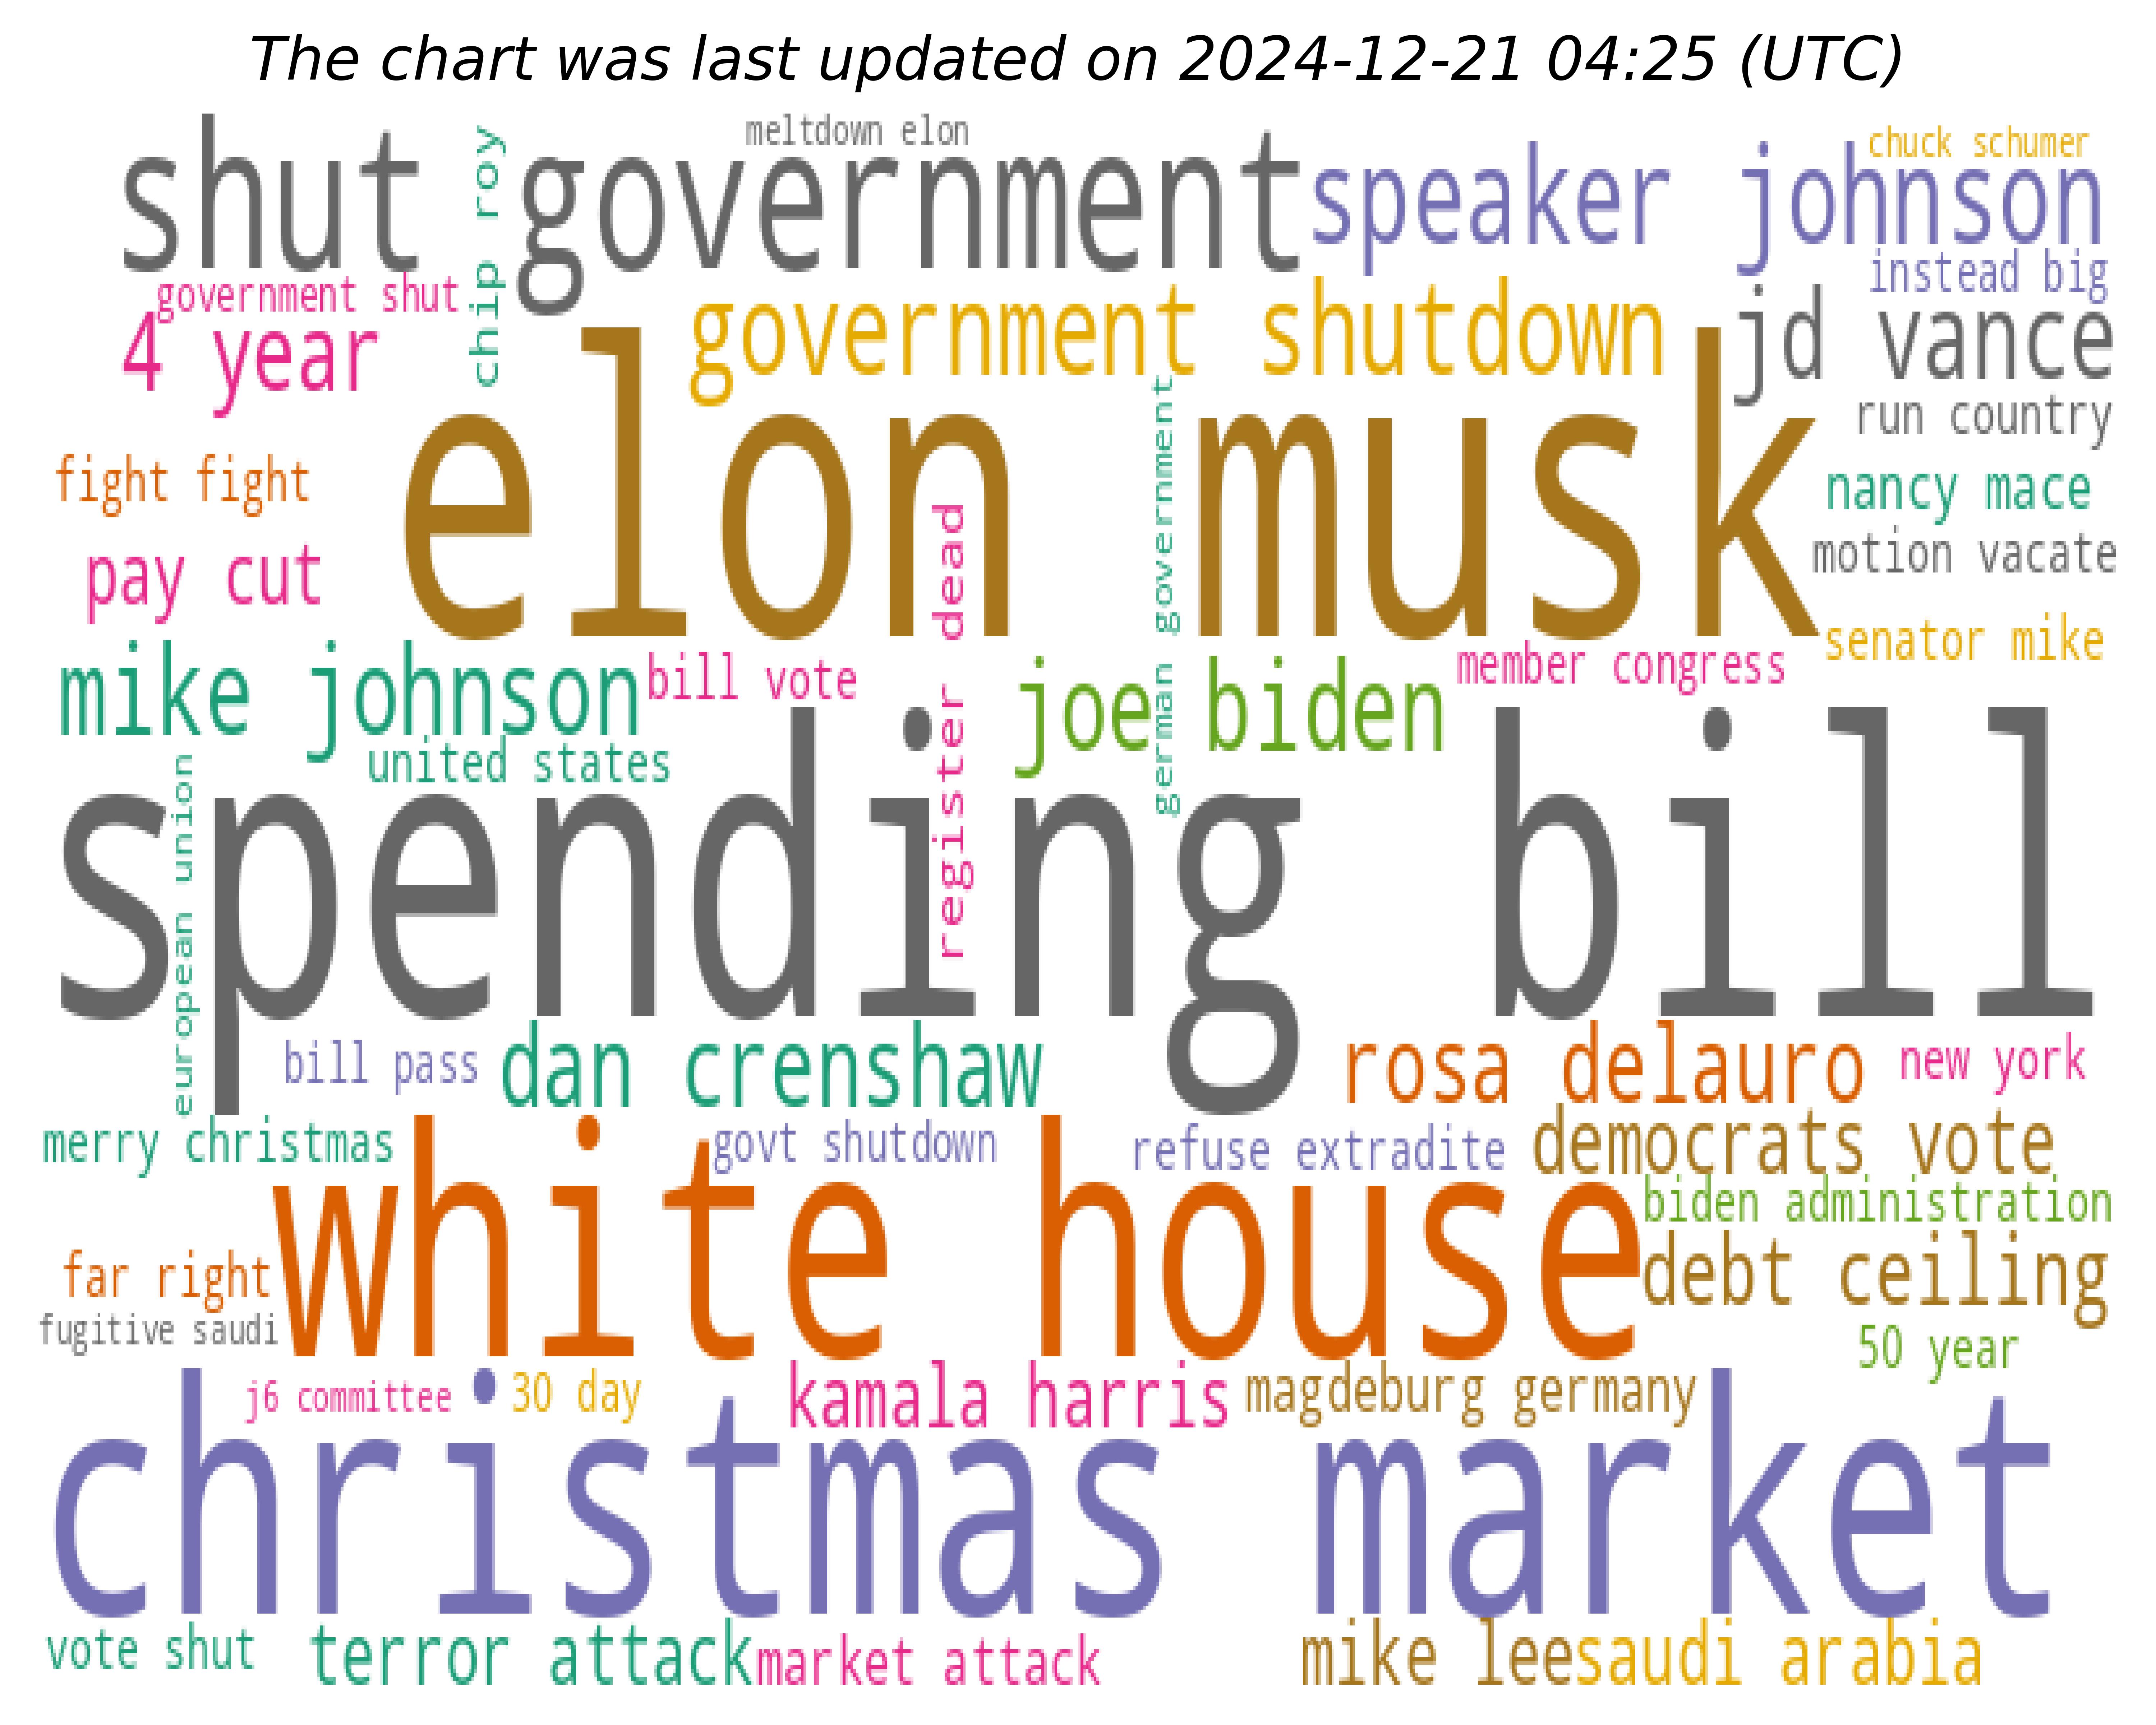 The chart was last updated on 2024-12-21 04:25 (UTC)
meltdown elon
chuck schumer
shut government
chip roy
speaker johnson
instead big
government shut
government shutdown
jd vance
4 year
run country
elon musk
fight fight
nancy mace
pay cut
motion vacate
register dead
german government
senator mike
mike johnson
bill vote
joe biden
member congress
united states
european union
spending bill
bill pass
dan crenshaw
rosa delauro
new york
merry christmas
govt shutdown
refuse extradite
democrats vote
biden administration
white house
far right
debt ceiling
fugitive saudi
50 year
j6 committee
30 day
kamala harris
magdeburg germany
christmas market
vote shut
terror attack
market attack
mike lee
saudi arabia